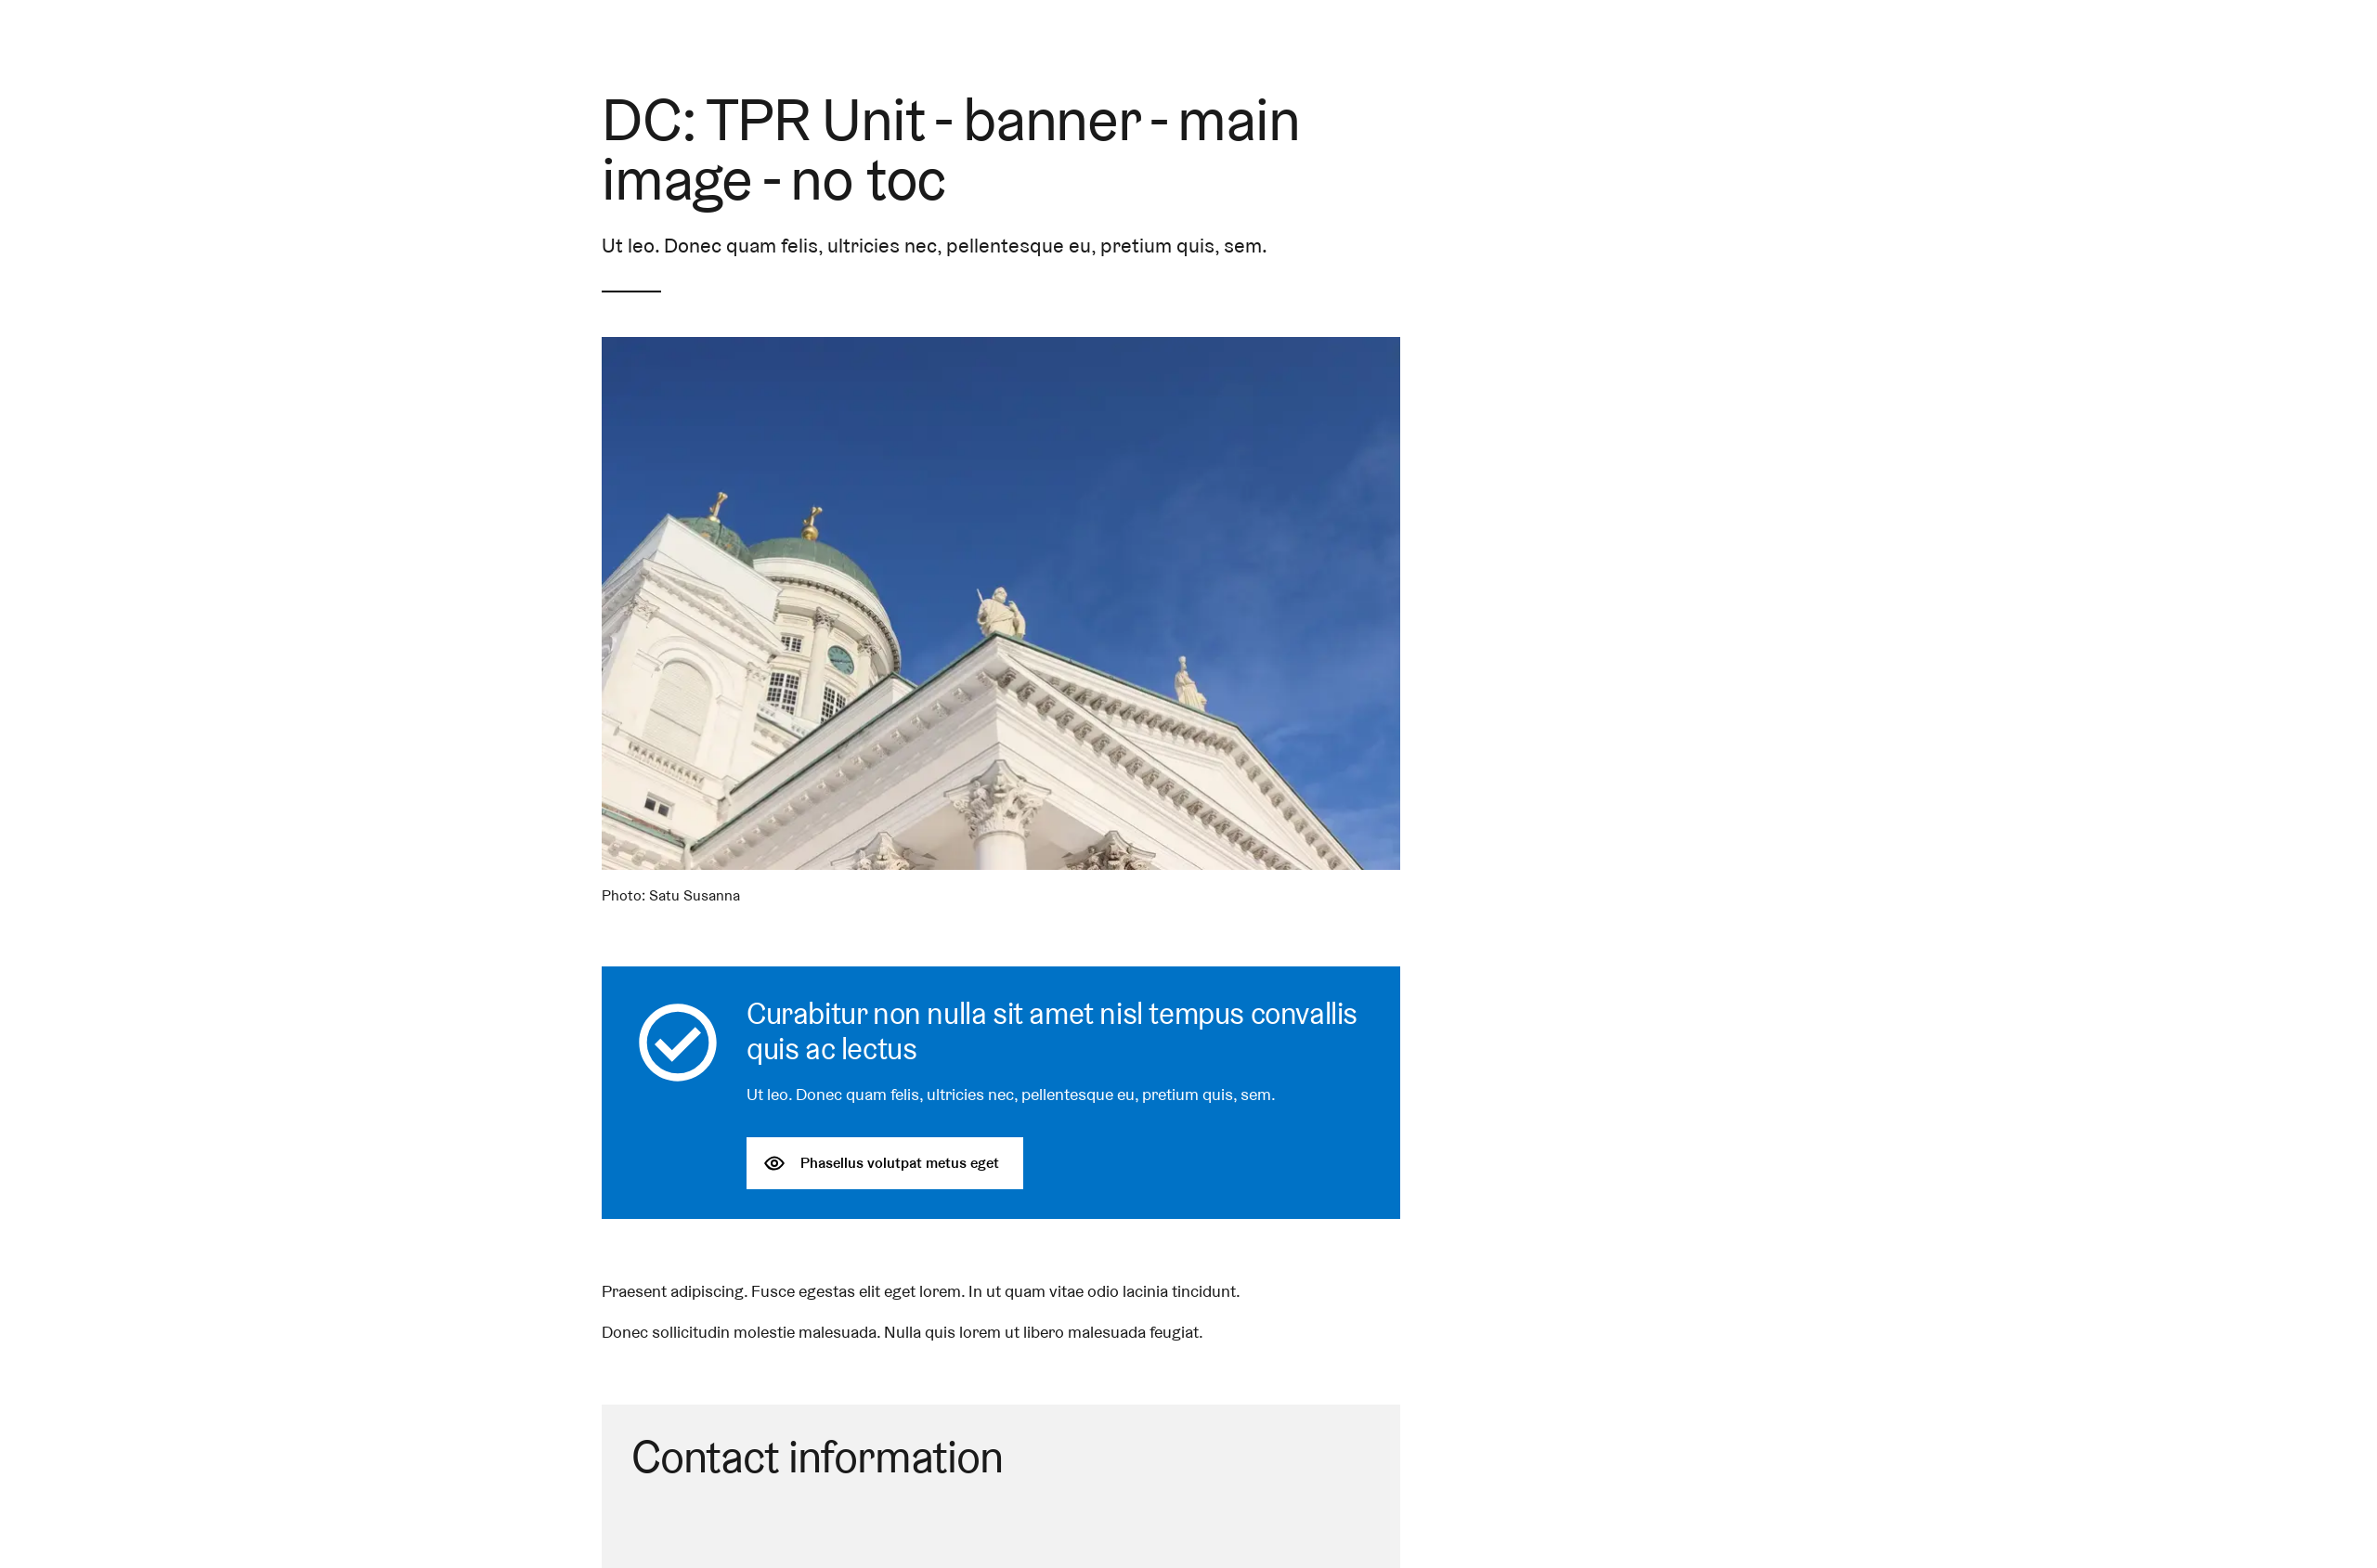 DC: TPR Unit - banner - main
image - no toc
Ut leo. Donec quam felis, ultricies nec, pellentesque eu, pretium quis, sem.
Photo: Satu Susanna
Curabitur non nulla sit amet nisl tempus convallis
quis ac lectus
Ut leo. Donec quam felis, ultricies nec, pellentesque eu, pretium quis, sem.
Phasellus volutpat metus eget
Praesent adipiscing. Fusce egestas elit eget lorem. In ut quam vitae odio lacinia tincidunt.
Donec sollicitudin molestie malesuada. Nulla quis lorem ut libero malesuada feugiat.
Contact information